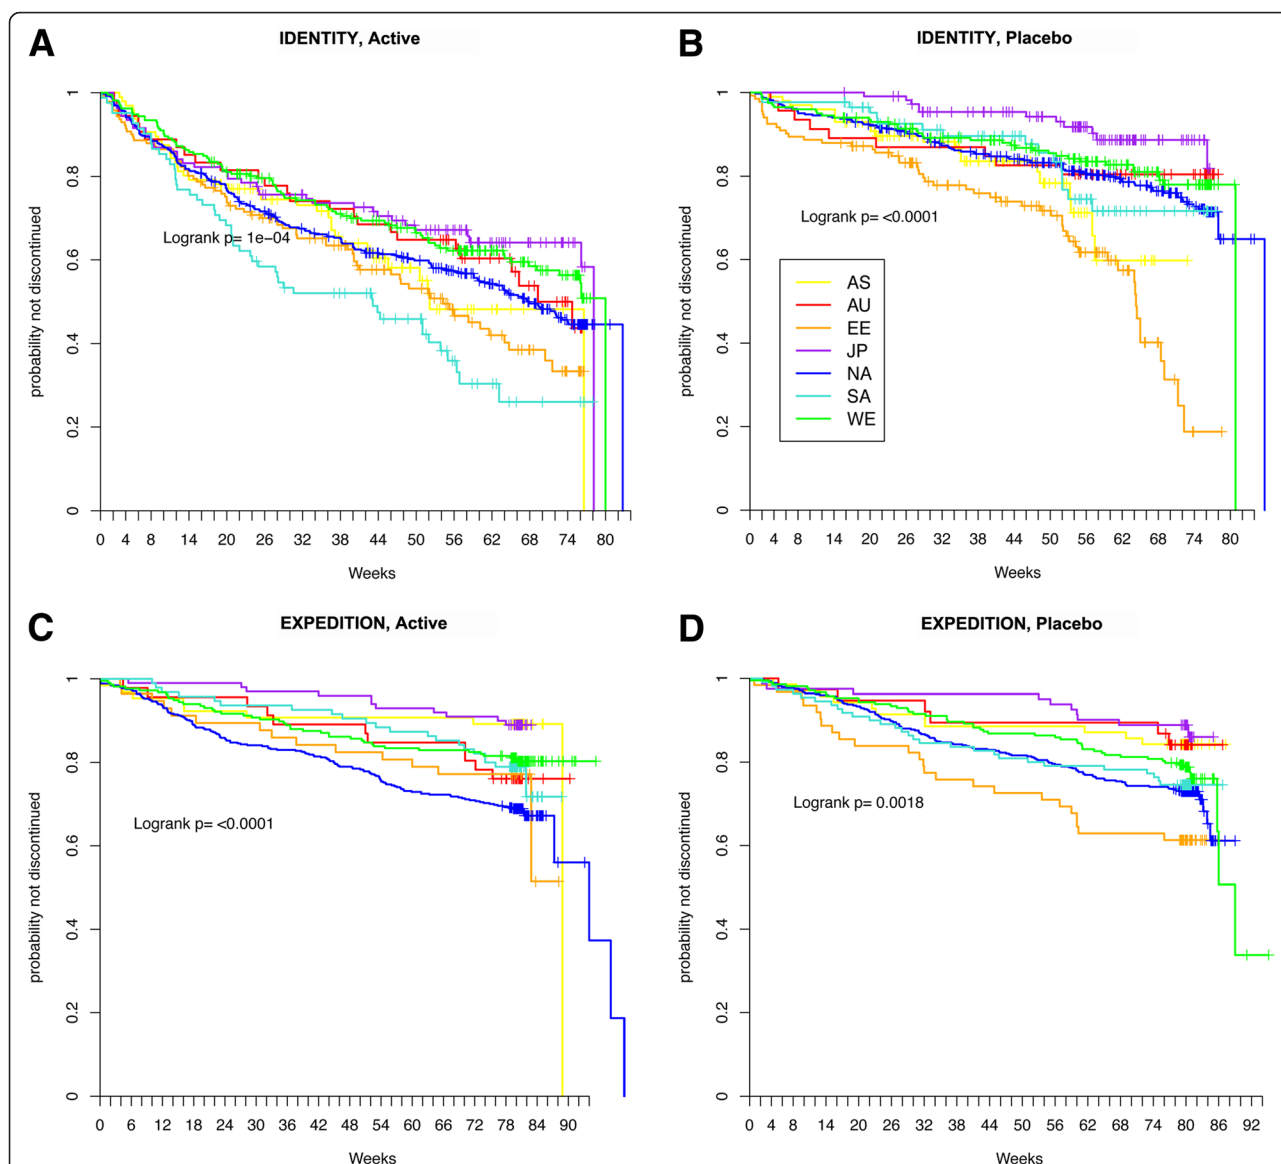 A
IDENTITY, Active
probability not discontinued
1
0.8
0.6
0.4
0.2
0
Logrank p= 1e−04
0 4 8 14 20 26 32 38 44 50 56 62 68 74 80
Weeks
B
IDENTITY, Placebo
probability not discontinued
1
0.8
0.6
0.4
0.2
0
Logrank p= <0.0001
AS
AU
EE
JP
NA
SA
WE
0 4 8 14 20 26 32 38 44 50 56 62 68 74 80
Weeks
C
EXPEDITION, Active
probability not discontinued
1
0.8
0.6
0.4
0.2
0
Logrank p= <0.0001
0 6 12 18 24 30 36 42 48 54 60 66 72 78 84 90
Weeks
D
EXPEDITION, Placebo
probability not discontinued
1
0.8
0.6
0.4
0.2
0
Logrank p= 0.0018
0 4 8 14 20 26 32 38 44 50 56 62 68 74 80 86 92
Weeks